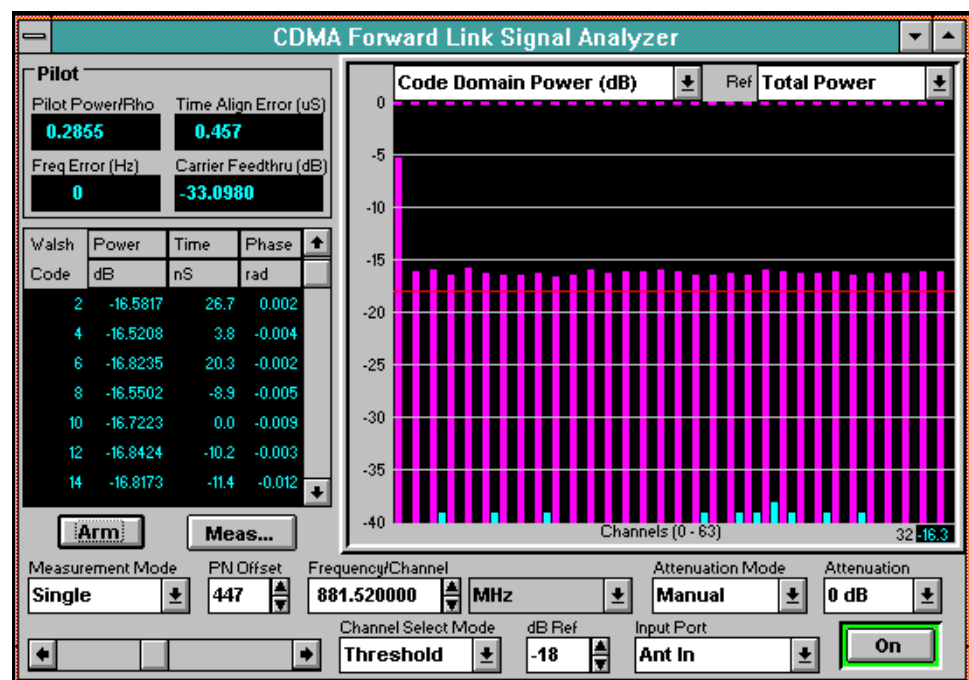 CDMA Forward Link Signal Analyzer
Pilot
Pilot Power/Rho Time Align Error (uS)
0.2855 0.457
Freq Error (Hz) Carrier Feedthru (dB)
0 -33.0980
Walsh Power Time Phase
Code dB nS rad
2 -16.5817 26.7 0.002
4 -16.5208 3.8 -0.004
6 -16.8235 20.3 -0.002
8 -16.5502 -8.9 -0.005
10 -16.7223 0.0 -0.009
12 -16.8424 -10.2 -0.003
14 -16.8173 -11.4 -0.012
Arm Meas...
Code Domain Power (dB) Ref Total Power
0
-5
-10
-15
-20
-25
-30
-35
-40
Channels (0 - 63) 32 -16.3
Measurement Mode PN Offset Frequency/Channel Attenuation Mode Attenuation
Single 447 881.520000 MHz Manual 0 dB
Channel Select Mode dB Ref Input Port
Threshold -18 Ant In On